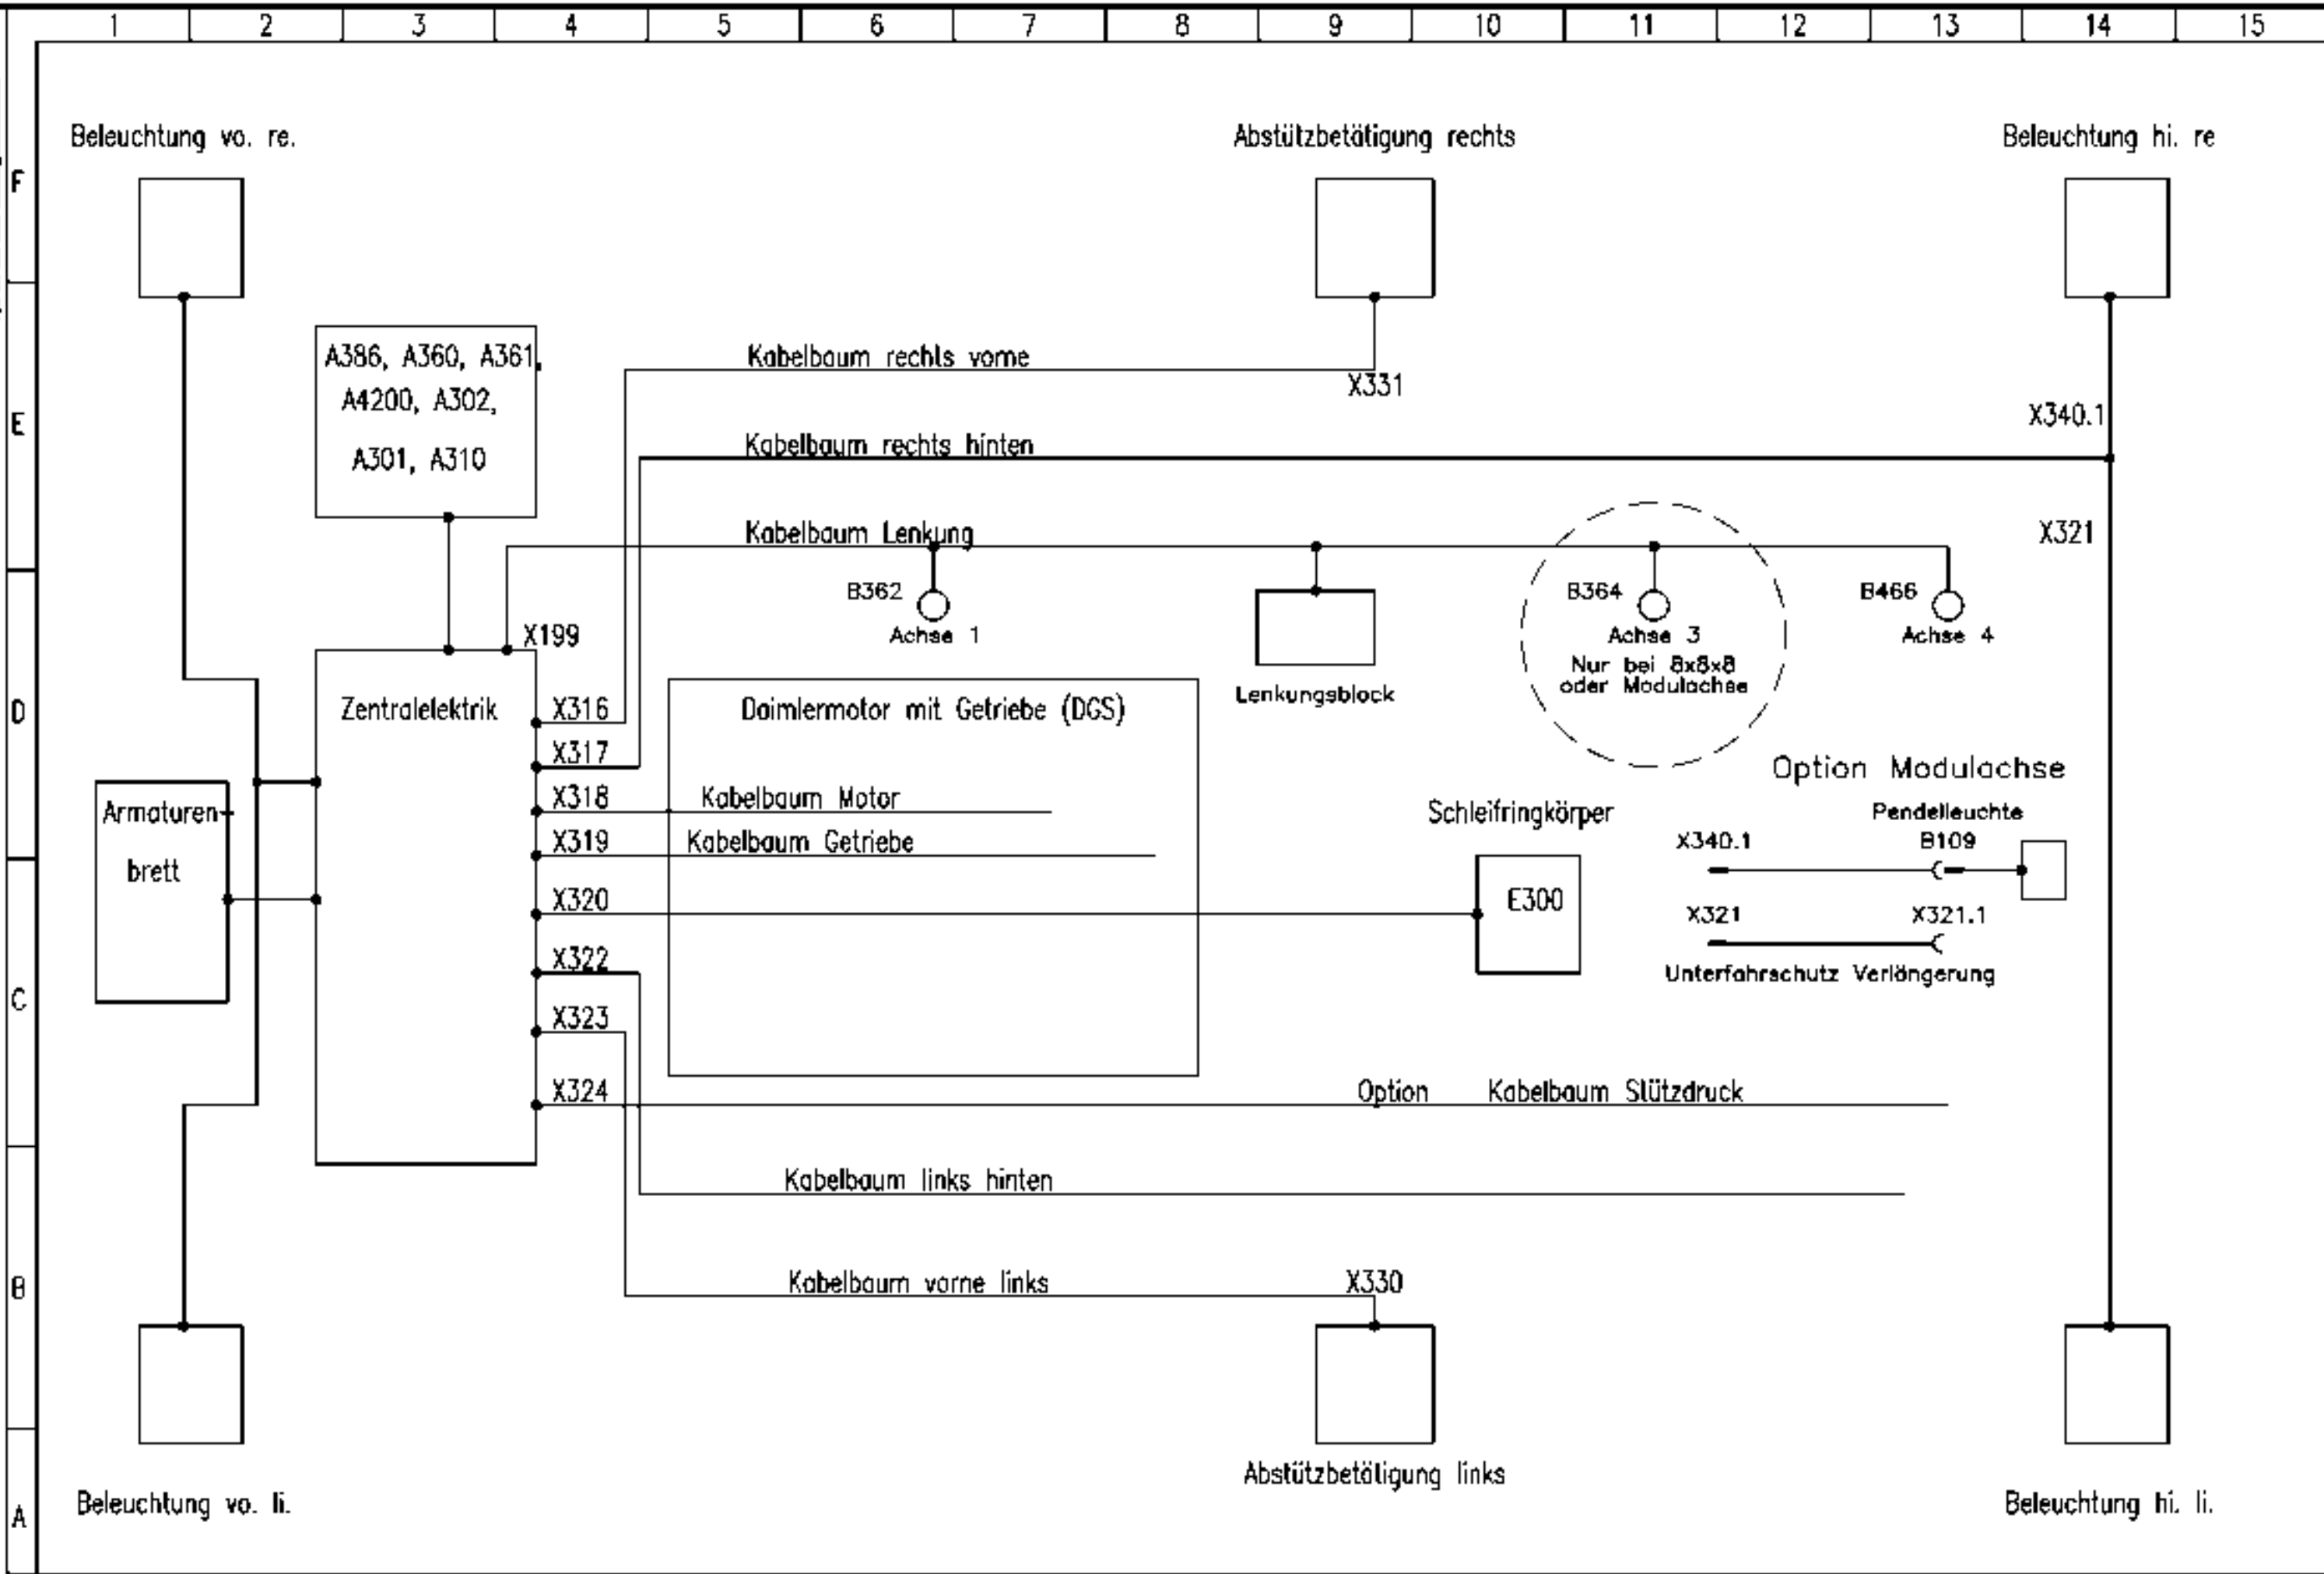 1 2 3 4 5 6 7 8 9 10 11 12 13 14 15
F
E
D
C
B
A
Beleuchtung vo. re.
Abstützbetätigung rechts
Beleuchtung hi. re
A386, A360, A361,
A4200, A302,
A301, A310
Kabelbaum rechts vorne
X331
X340.1
Kabelbaum rechts hinten
X321
Kabelbaum Lenkung
B362
Achse 1
Lenkungsblock
B364
Achse 3
Nur bei 8x8x8
oder Modulachse
B466
Achse 4
X199
Zentralelektrik
X316
X317
X318
X319
X320
X322
X323
X324
Daimlermotor mit Getriebe (DGS)
Kabelbaum Motor
Kabelbaum Getriebe
Armaturen-
brett
Schleifringkörper
E300
Option Modulachse
Pendelleuchte
X340.1 B109
X321 X321.1
Unterfahrschutz Verlängerung
Option Kabelbaum Stützdruck
Kabelbaum links hinten
Kabelbaum vorne links
X330
Abstützbetätigung links
Beleuchtung vo. li.
Beleuchtung hi. li.